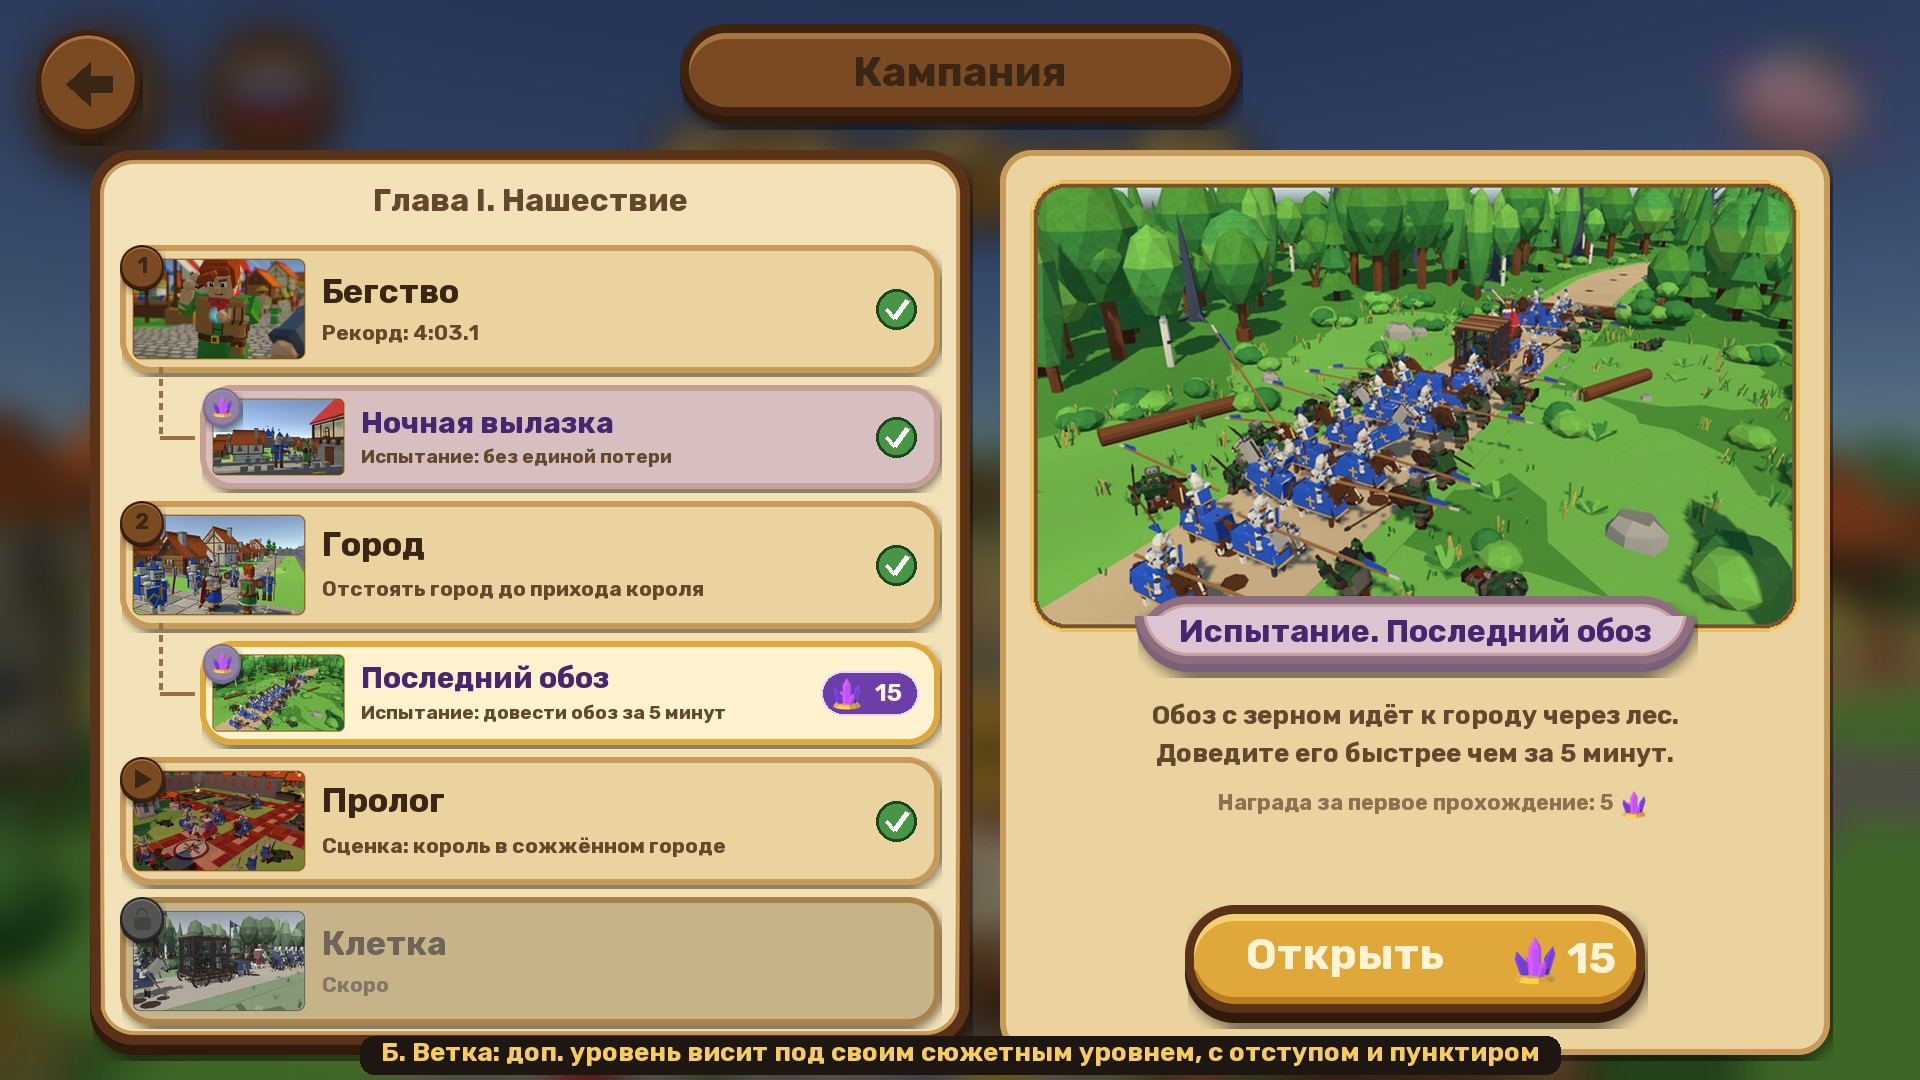 Кампания
Глава I. Нашествие
1
Бегство
Рекорд: 4:03.1
Ночная вылазка
Испытание: без единой потери
2
Город
Отстоять город до прихода короля
Последний обоз
Испытание: довести обоз за 5 минут
15
Пролог
Сценка: король в сожжённом городе
Клетка
Скоро
Испытание. Последний обоз
Обоз с зерном идёт к городу через лес.
Доведите его быстрее чем за 5 минут.
Награда за первое прохождение: 5
Открыть 15
Б. Ветка: доп. уровень висит под своим сюжетным уровнем, с отступом и пунктиром